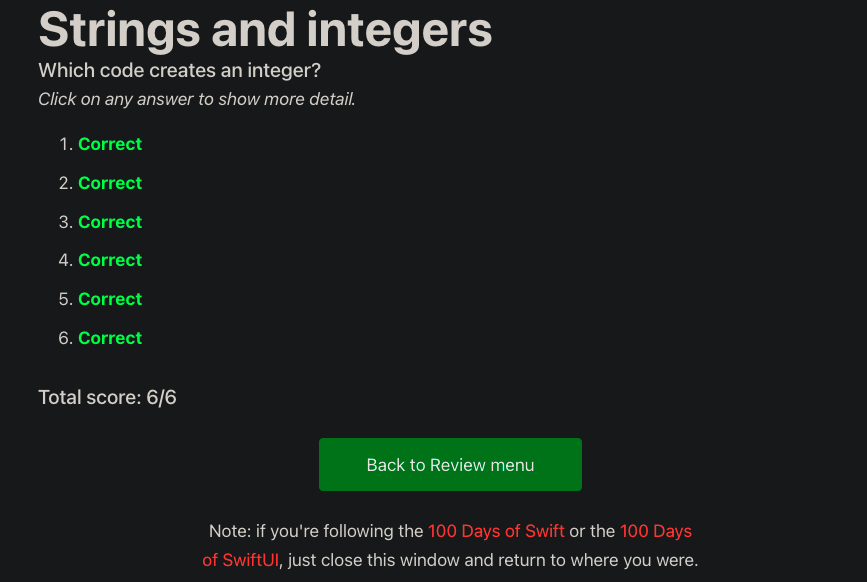 Strings and integers
Which code creates an integer?
Click on any answer to show more detail.
1. Correct
2. Correct
3. Correct
4. Correct
5. Correct
6. Correct
Total score: 6/6
Back to Review menu
Note: if you're following the 100 Days of Swift or the 100 Days
of SwiftUI, just close this window and return to where you were.